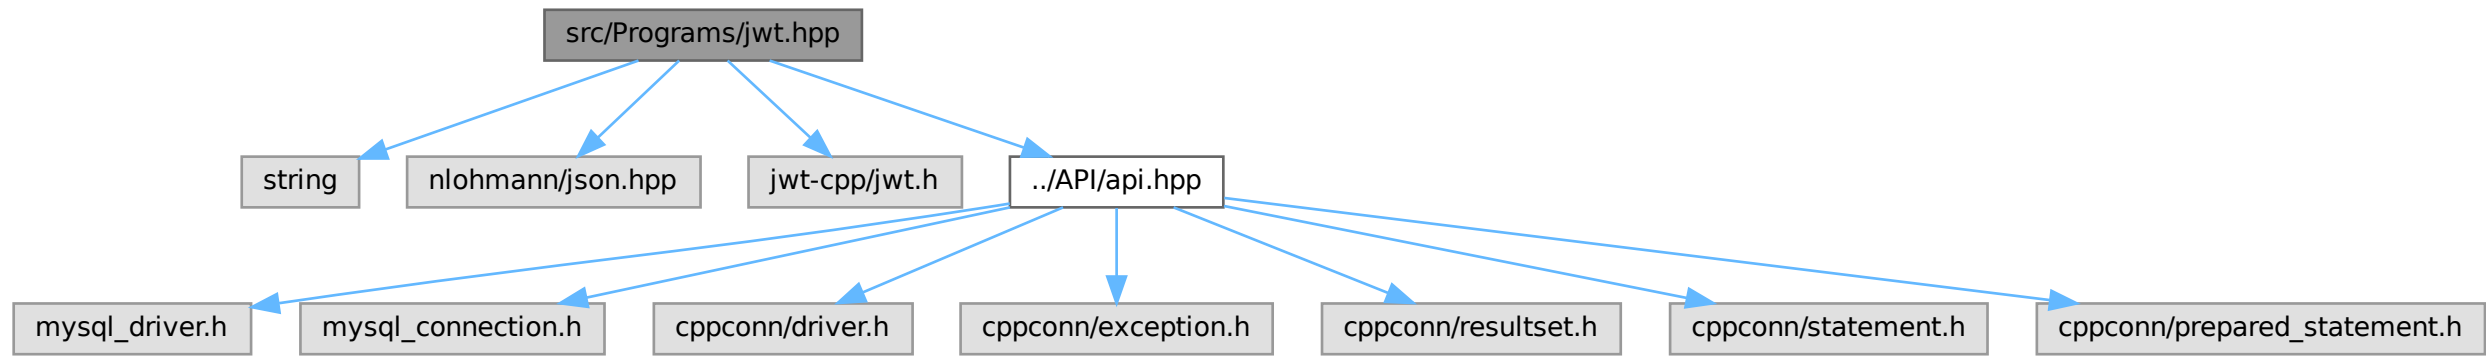 src/Programs/jwt.hpp
string
nlohmann/json.hpp
jwt-cpp/jwt.h
../API/api.hpp
mysql_driver.h
mysql_connection.h
cppconn/driver.h
cppconn/exception.h
cppconn/resultset.h
cppconn/statement.h
cppconn/prepared_statement.h